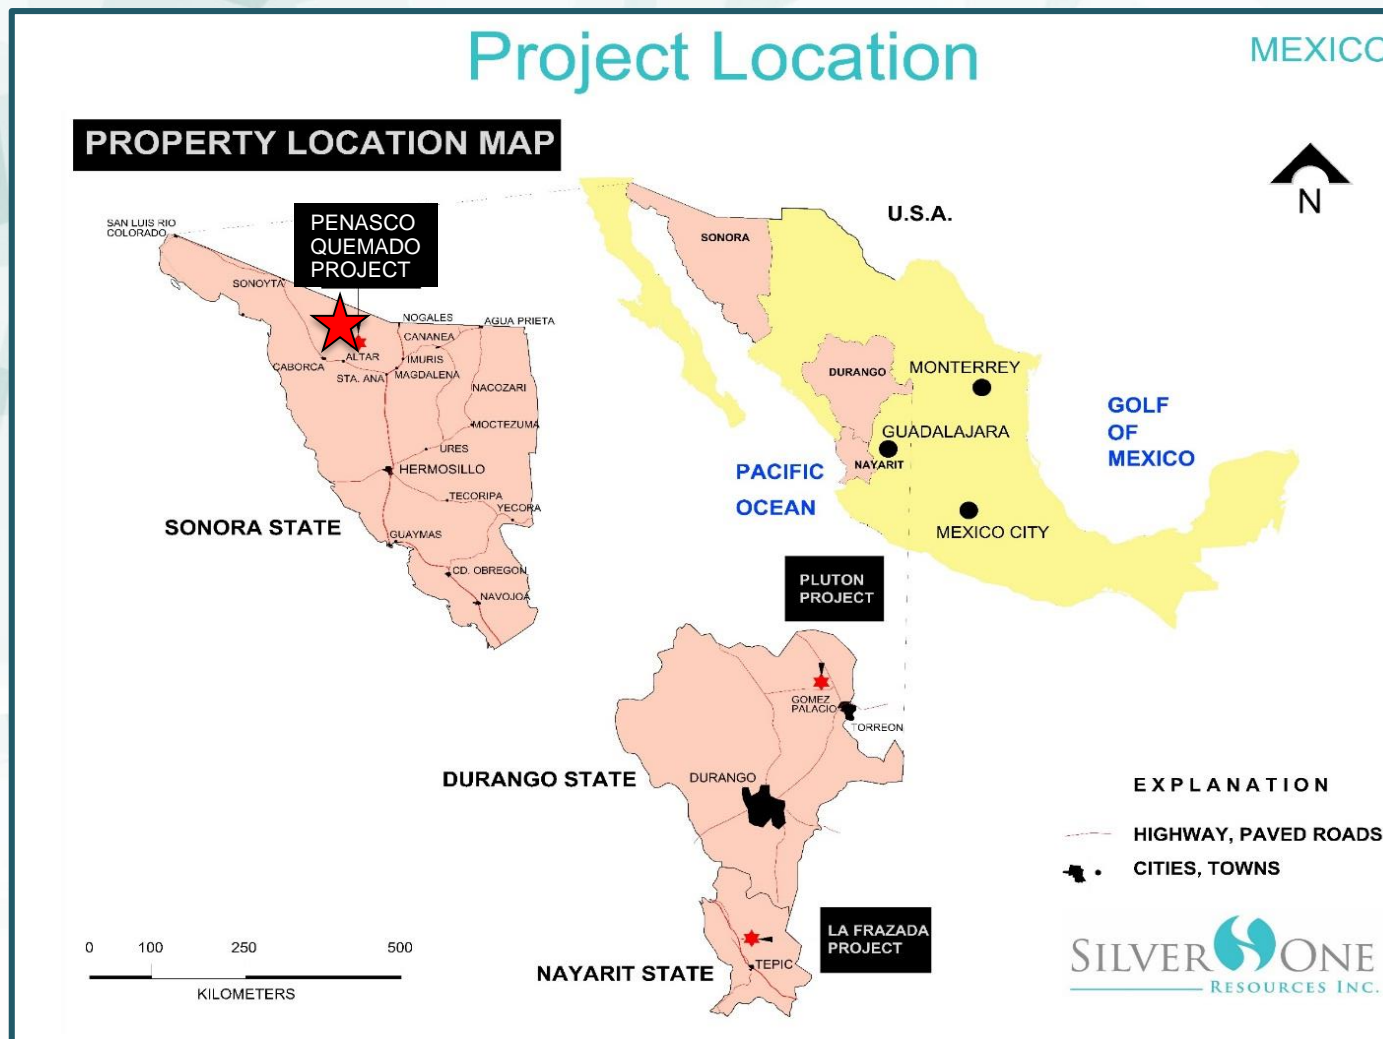 Project Location
MEXICO
PROPERTY LOCATION MAP
N
U.S.A.
SAN LUIS RIO
COLORADO
PENASCO
QUEMADO
PROJECT
SONOYTA
NOGALES
AGUA PRIETA
CANANEA
CABORCA
ALTAR
IMURIS
STA. ANA
MAGDALENA
NACOZARI
MOCTEZUMA
URES
HERMOSILLO
TECORIPA
YECORA
SONORA STATE
GUAYMAS
CD. OBREGON
NAVOJOA
SONORA
DURANGO
MONTERREY
GUADALAJARA
NAYARIT
MEXICO CITY
PACIFIC
OCEAN
GOLF
OF
MEXICO
PLUTON
PROJECT
GOMEZ
PALACIO
TORREON
DURANGO STATE
DURANGO
LA FRAZADA
PROJECT
NAYARIT STATE
TEPIC
EXPLANATION
HIGHWAY, PAVED ROADS
CITIES, TOWNS
0 100 250 500
KILOMETERS
SILVER ONE
RESOURCES INC.